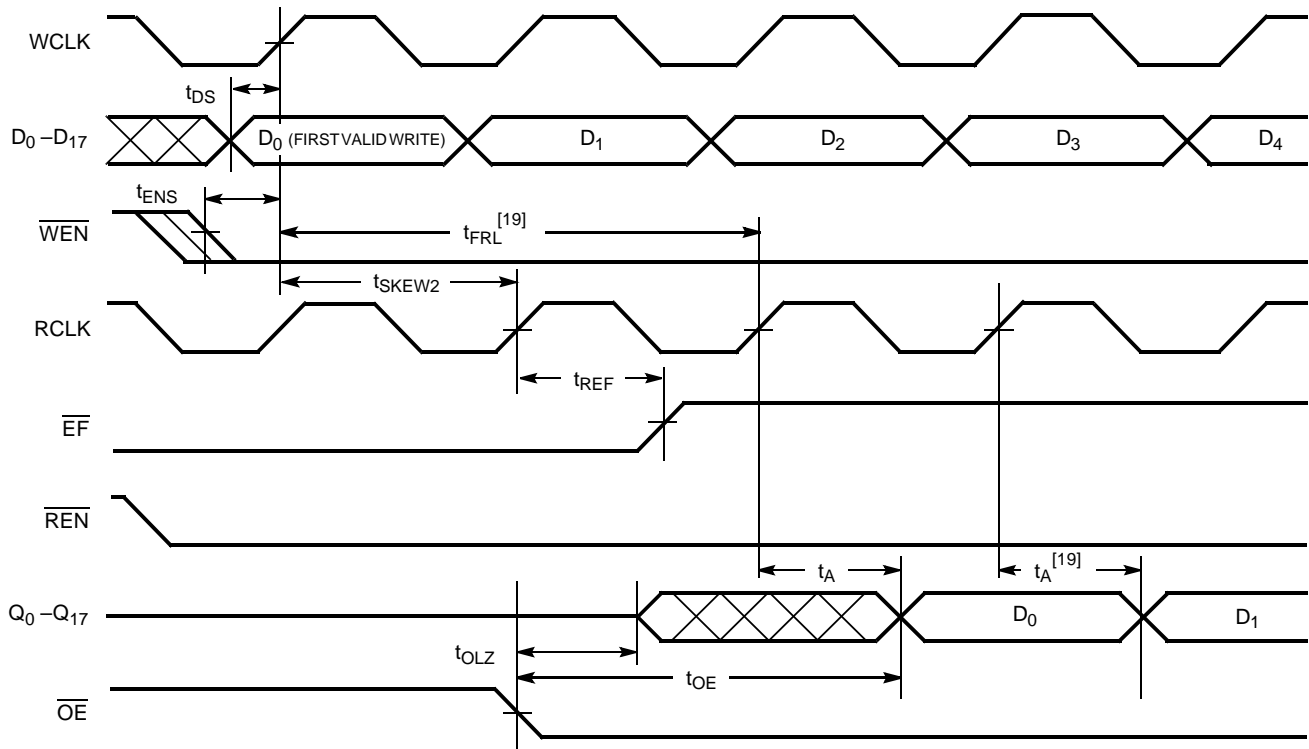 WCLK
tDS
D0 –D17
D0 (FIRST VALID WRITE)
D1
D2
D3
D4
tENS
WEN
tFRL[19]
tSKEW2
RCLK
tREF
EF
REN
tA
tA[19]
Q0 –Q17
D0
D1
tOLZ
tOE
OE